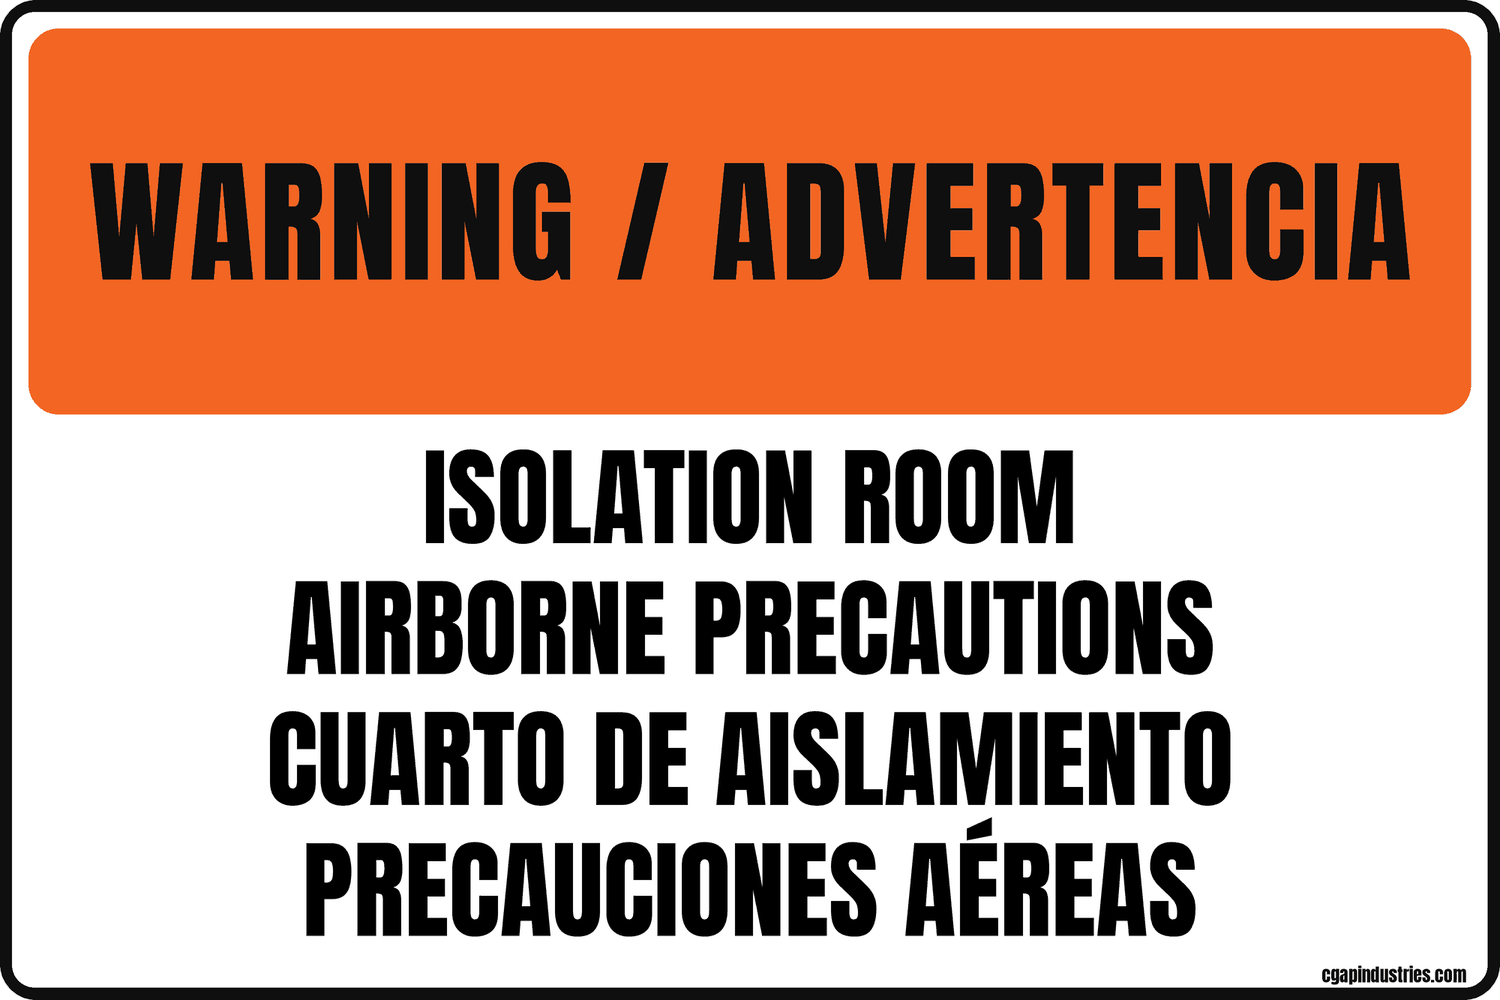 WARNING / ADVERTENCIA
ISOLATION ROOM
AIRBORNE PRECAUTIONS
CUARTO DE AISLAMIENTO
PRECAUCIONES AÉREAS
cgapindustries.com